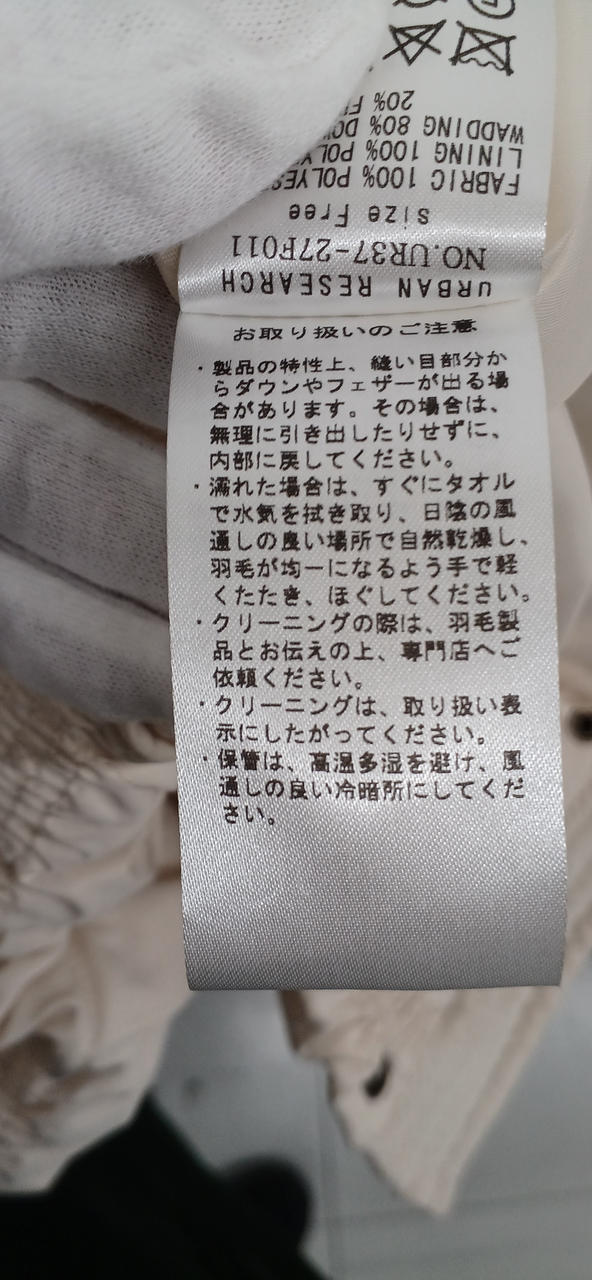 URBAN RESEARCH
NO.UR37-27F011
Size Free
FABRIC 100%
LINING 100%
WADDING 80%
20%
お取り扱いのご注意
・製品の特性上、縫い目部分か
らダウンやフェザーが出る場
合があります。その場合は、
無理に引き出したりせずに、
内部に戻してください。
・濡れた場合は、すぐにタオル
で水気を拭き取り、日陰の風
通しの良い場所で自然乾燥し、
羽毛が均一になるよう手で軽
くたたき、ほぐしてください。
・クリーニングの際は、羽毛製
品とお伝えの上、専門店へご
依頼ください。
・クリーニングは、取り扱い表
示にしたがってください。
・保管は、高温多湿を避け、風
通しの良い冷暗所にしてくだ
さい。